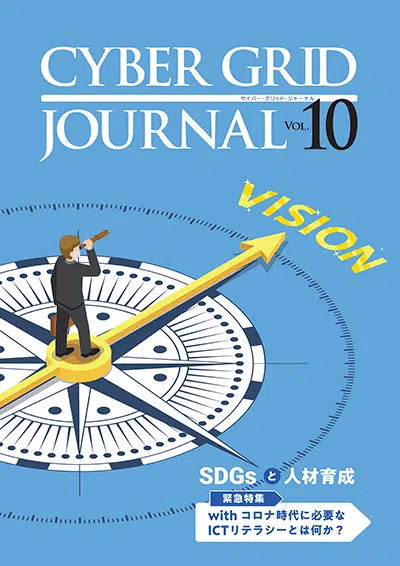 CYBER GRID
サイバー・グリッド・ジャーナル
JOURNAL VOL.10
VISION
SDGs と 人材育成
緊急特集
with コロナ時代に必要な
ICTリテラシーとは何か？